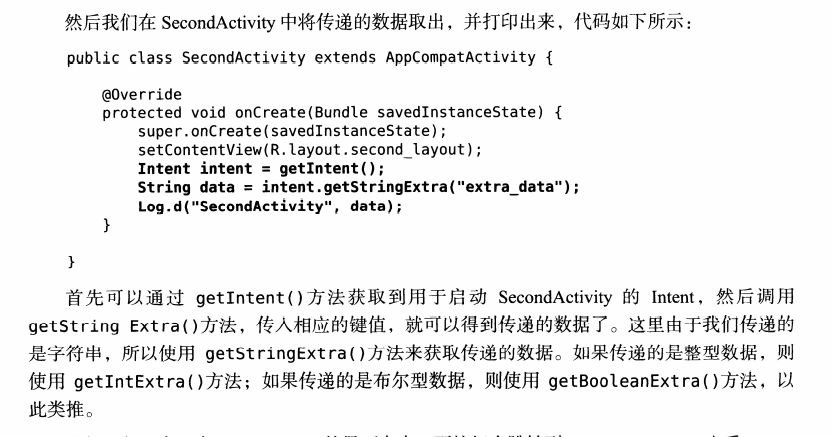 然后我们在 SecondActivity 中将传递的数据取出，并打印出来，代码如下所示：
public class SecondActivity extends AppCompatActivity {
@Override
protected void onCreate(Bundle savedInstanceState) {
super.onCreate(savedInstanceState);
setContentView(R.layout.second_layout);
Intent intent = getIntent();
String data = intent.getStringExtra("extra_data");
Log.d("SecondActivity", data);
}
}
首先可以通过 getIntent()方法获取到用于启动 SecondActivity 的 Intent，然后调用
getString Extra()方法，传入相应的键值，就可以得到传递的数据了。这里由于我们传递的
是字符串，所以使用 getStringExtra()方法来获取传递的数据。如果传递的是整型数据，则
使用 getIntExtra()方法；如果传递的是布尔型数据，则使用 getBooleanExtra()方法，以
此类推。